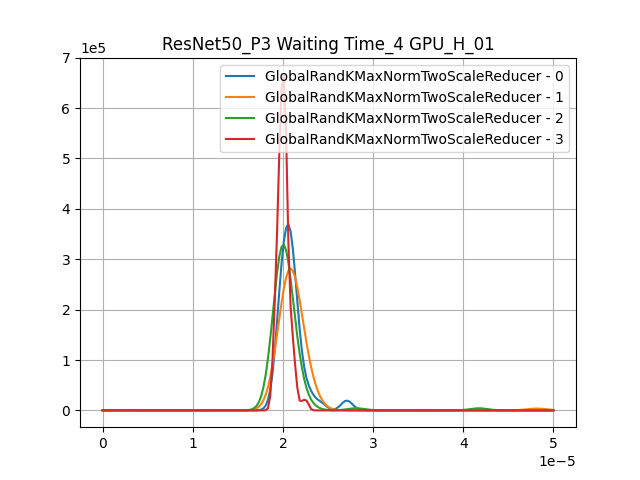 ResNet50_P3 Waiting Time_4 GPU_H_01
1e5
GlobalRandKMaxNormTwoScaleReducer - 0
GlobalRandKMaxNormTwoScaleReducer - 1
GlobalRandKMaxNormTwoScaleReducer - 2
GlobalRandKMaxNormTwoScaleReducer - 3
7
6
5
4
3
2
1
0
0 1 2 3 4 5
1e−5